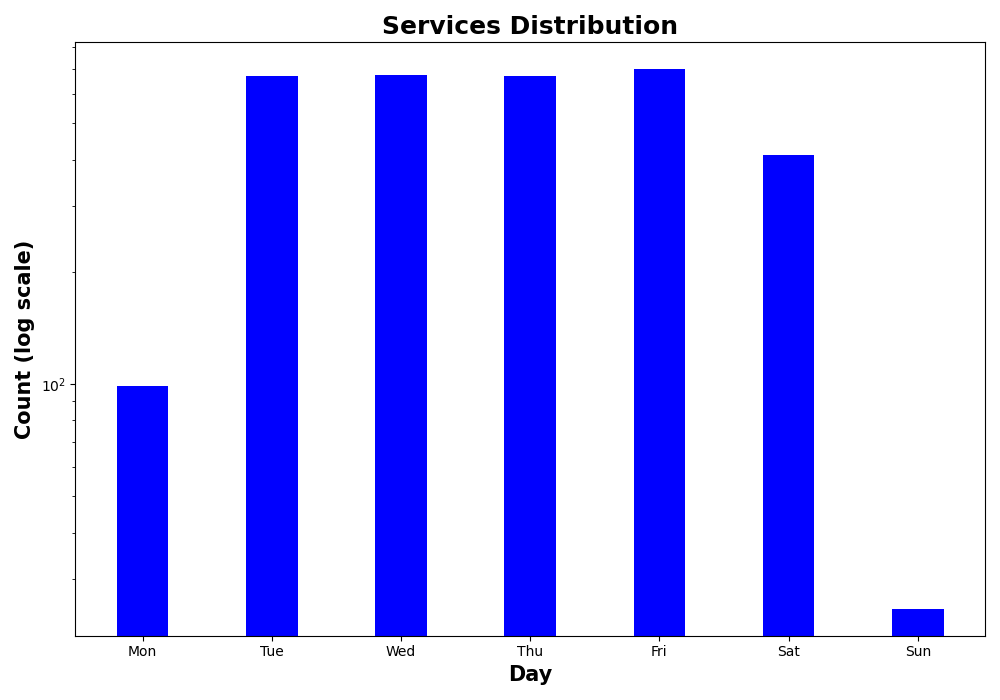 Services Distribution
Count (log scale)
10²
Mon Tue Wed Thu Fri Sat Sun
Day